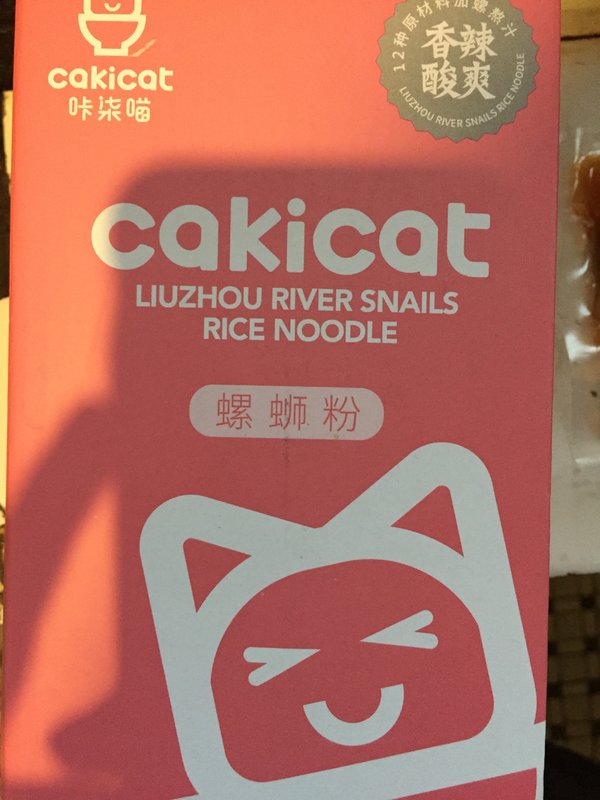 cakicat
咔柒喵
12种原材料加螺熬汁
香辣
酸爽
LIUZHOU RIVER SNAILS RICE NOODLE
cakicat
LIUZHOU RIVER SNAILS
RICE NOODLE
螺蛳粉